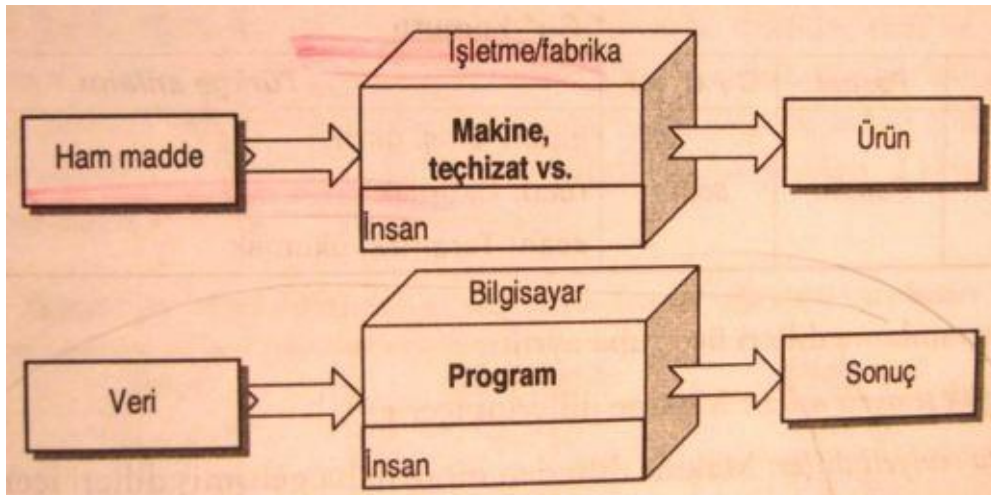 İşletme/fabrika
Ham madde
Makine,
teçhizat vs.
Ürün
İnsan
Bilgisayar
Veri
Program
Sonuç
İnsan